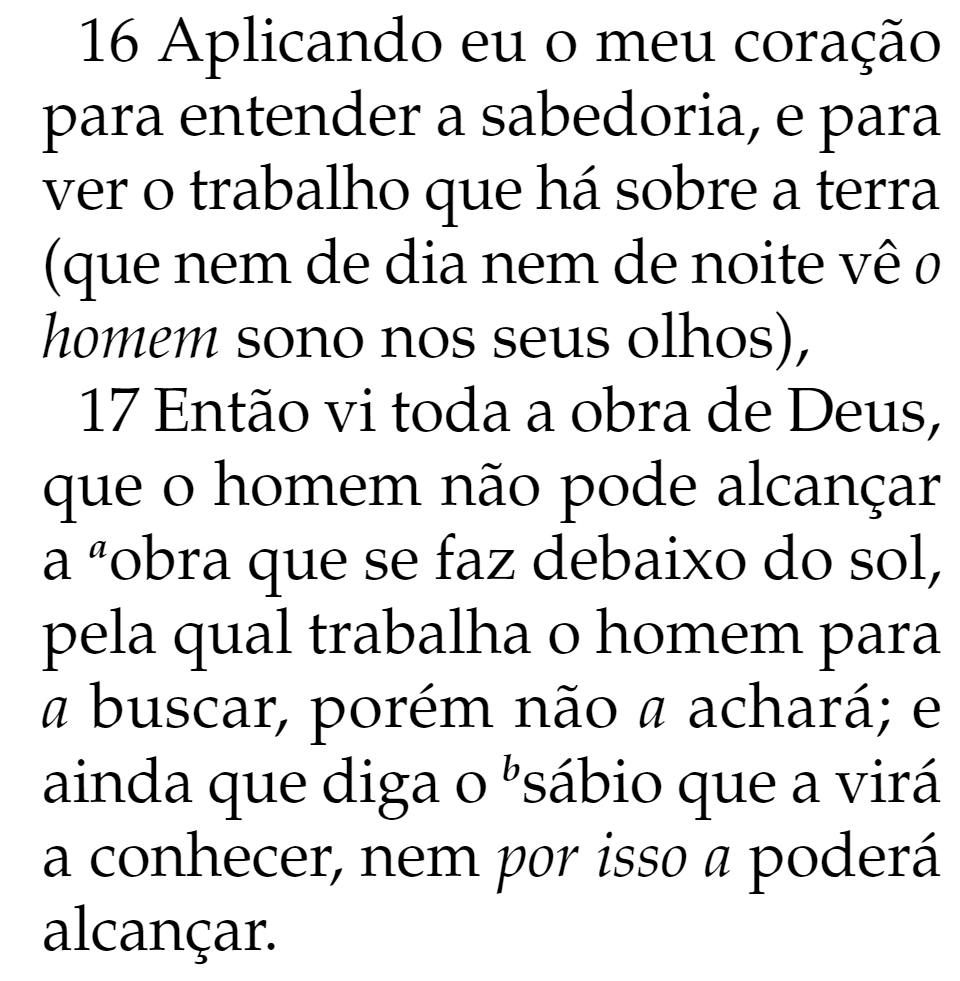 16 Aplicando eu o meu coração
para entender a sabedoria, e para
ver o trabalho que há sobre a terra
(que nem de dia nem de noite vê o
homem sono nos seus olhos),
17 Então vi toda a obra de Deus,
que o homem não pode alcançar
a ᵃobra que se faz debaixo do sol,
pela qual trabalha o homem para
a buscar, porém não a achará; e
ainda que diga o ᵇsábio que a virá
a conhecer, nem por isso a poderá
alcançar.